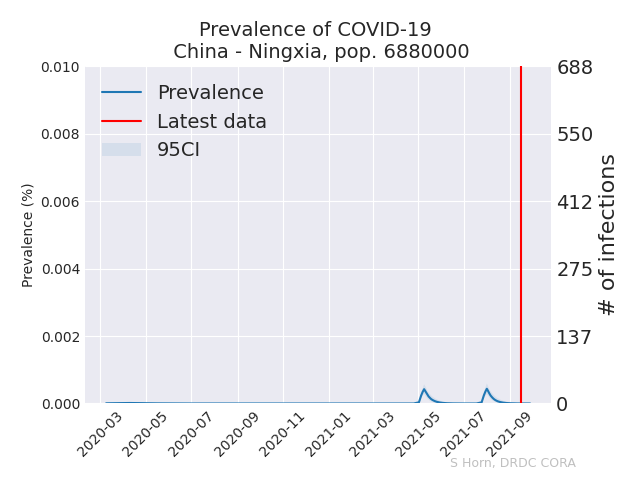 Prevalence of COVID-19
China - Ningxia, pop. 6880000
Prevalence
Latest data
95CI
Prevalence (%)
0.010
0.008
0.006
0.004
0.002
0.000
688
550
412
275
137
0
# of infections
2020-03
2020-05
2020-07
2020-09
2020-11
2021-01
2021-03
2021-05
2021-07
2021-09
S Horn, DRDC CORA